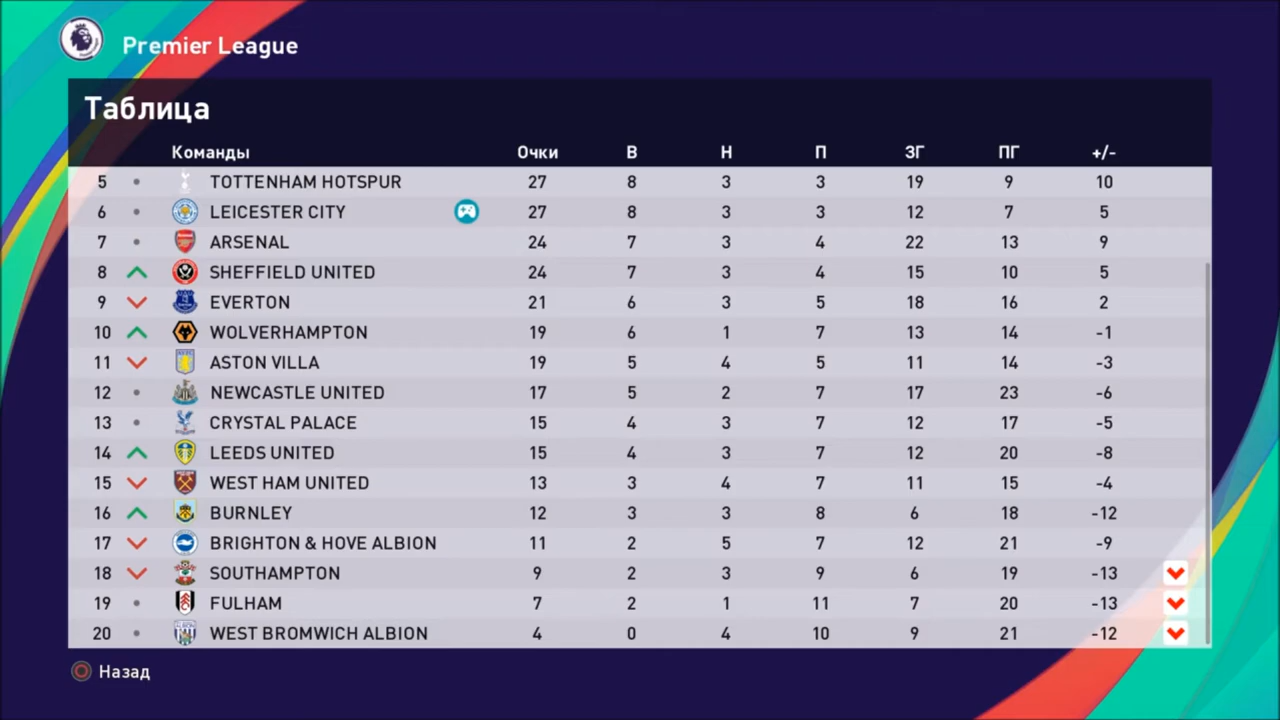 Premier League
Таблица
Команды Очки В Н П ЗГ ПГ +/-
5 TOTTENHAM HOTSPUR 27 8 3 3 19 9 10
6 LEICESTER CITY 27 8 3 3 12 7 5
7 ARSENAL 24 7 3 4 22 13 9
8 SHEFFIELD UNITED 24 7 3 4 15 10 5
9 EVERTON 21 6 3 5 18 16 2
10 WOLVERHAMPTON 19 6 1 7 13 14 -1
11 ASTON VILLA 19 5 4 5 11 14 -3
12 NEWCASTLE UNITED 17 5 2 7 17 23 -6
13 CRYSTAL PALACE 15 4 3 7 12 17 -5
14 LEEDS UNITED 15 4 3 7 12 20 -8
15 WEST HAM UNITED 13 3 4 7 11 15 -4
16 BURNLEY 12 3 3 8 6 18 -12
17 BRIGHTON & HOVE ALBION 11 2 5 7 12 21 -9
18 SOUTHAMPTON 9 2 3 9 6 19 -13
19 FULHAM 7 2 1 11 7 20 -13
20 WEST BROMWICH ALBION 4 0 4 10 9 21 -12
Назад